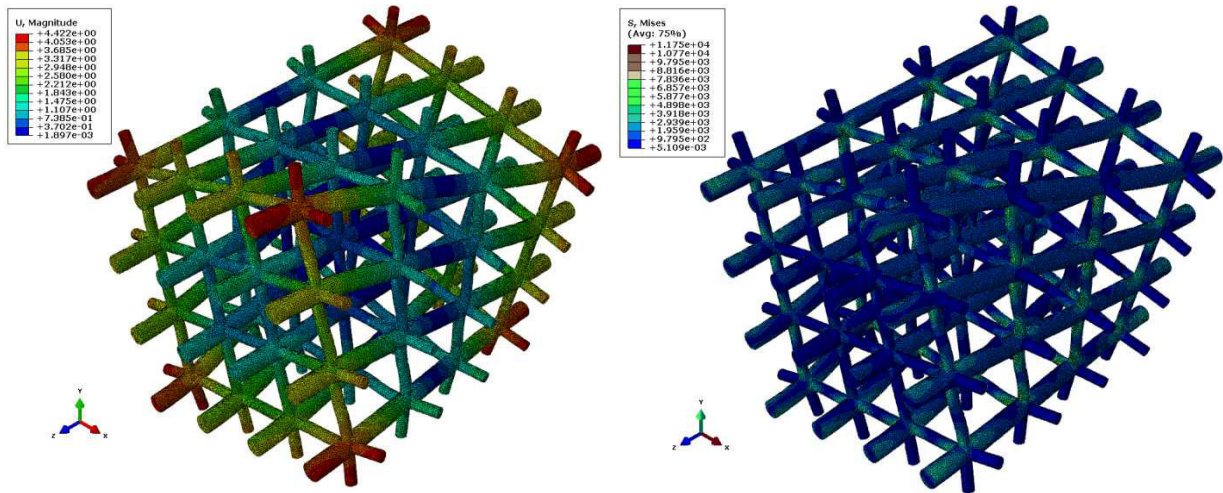 U, Magnitude
+4.422e+00
+4.053e+00
+3.685e+00
+3.317e+00
+2.948e+00
+2.580e+00
+2.212e+00
+1.843e+00
+1.475e+00
+1.107e+00
+7.385e-01
+3.702e-01
+1.897e-03
Y
Z
X
S, Mises
(Avg: 75%)
+1.175e+04
+1.077e+04
+9.795e+03
+8.816e+03
+7.836e+03
+6.857e+03
+5.877e+03
+4.898e+03
+3.918e+03
+2.939e+03
+1.959e+03
+9.795e+02
+5.109e-03
Y
Z
X